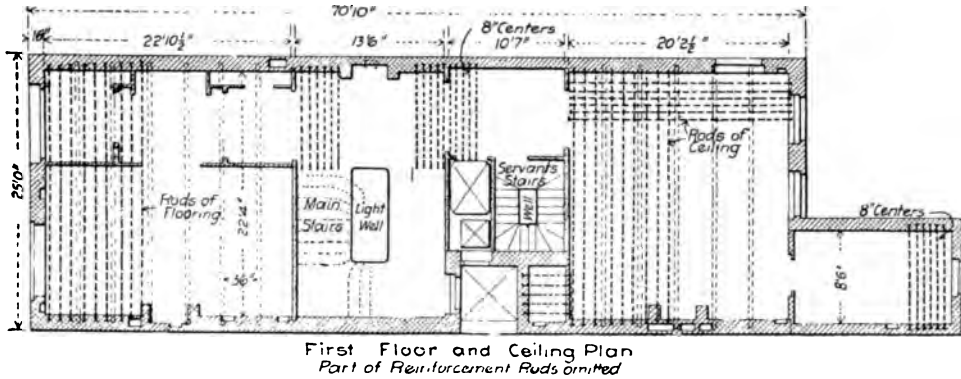 70'10"
8"Centers
16"
22'10½"
13'6"
10'7"
20'2½"
25'0"
Rods of
Ceiling
Servants
Stairs
Well
Rods of
Flooring
22'4"
Main
Stairs
Light
Well
8"Centers
"36"
8'6"
First Floor and Ceiling Plan
Part of Reinforcement Rods omitted